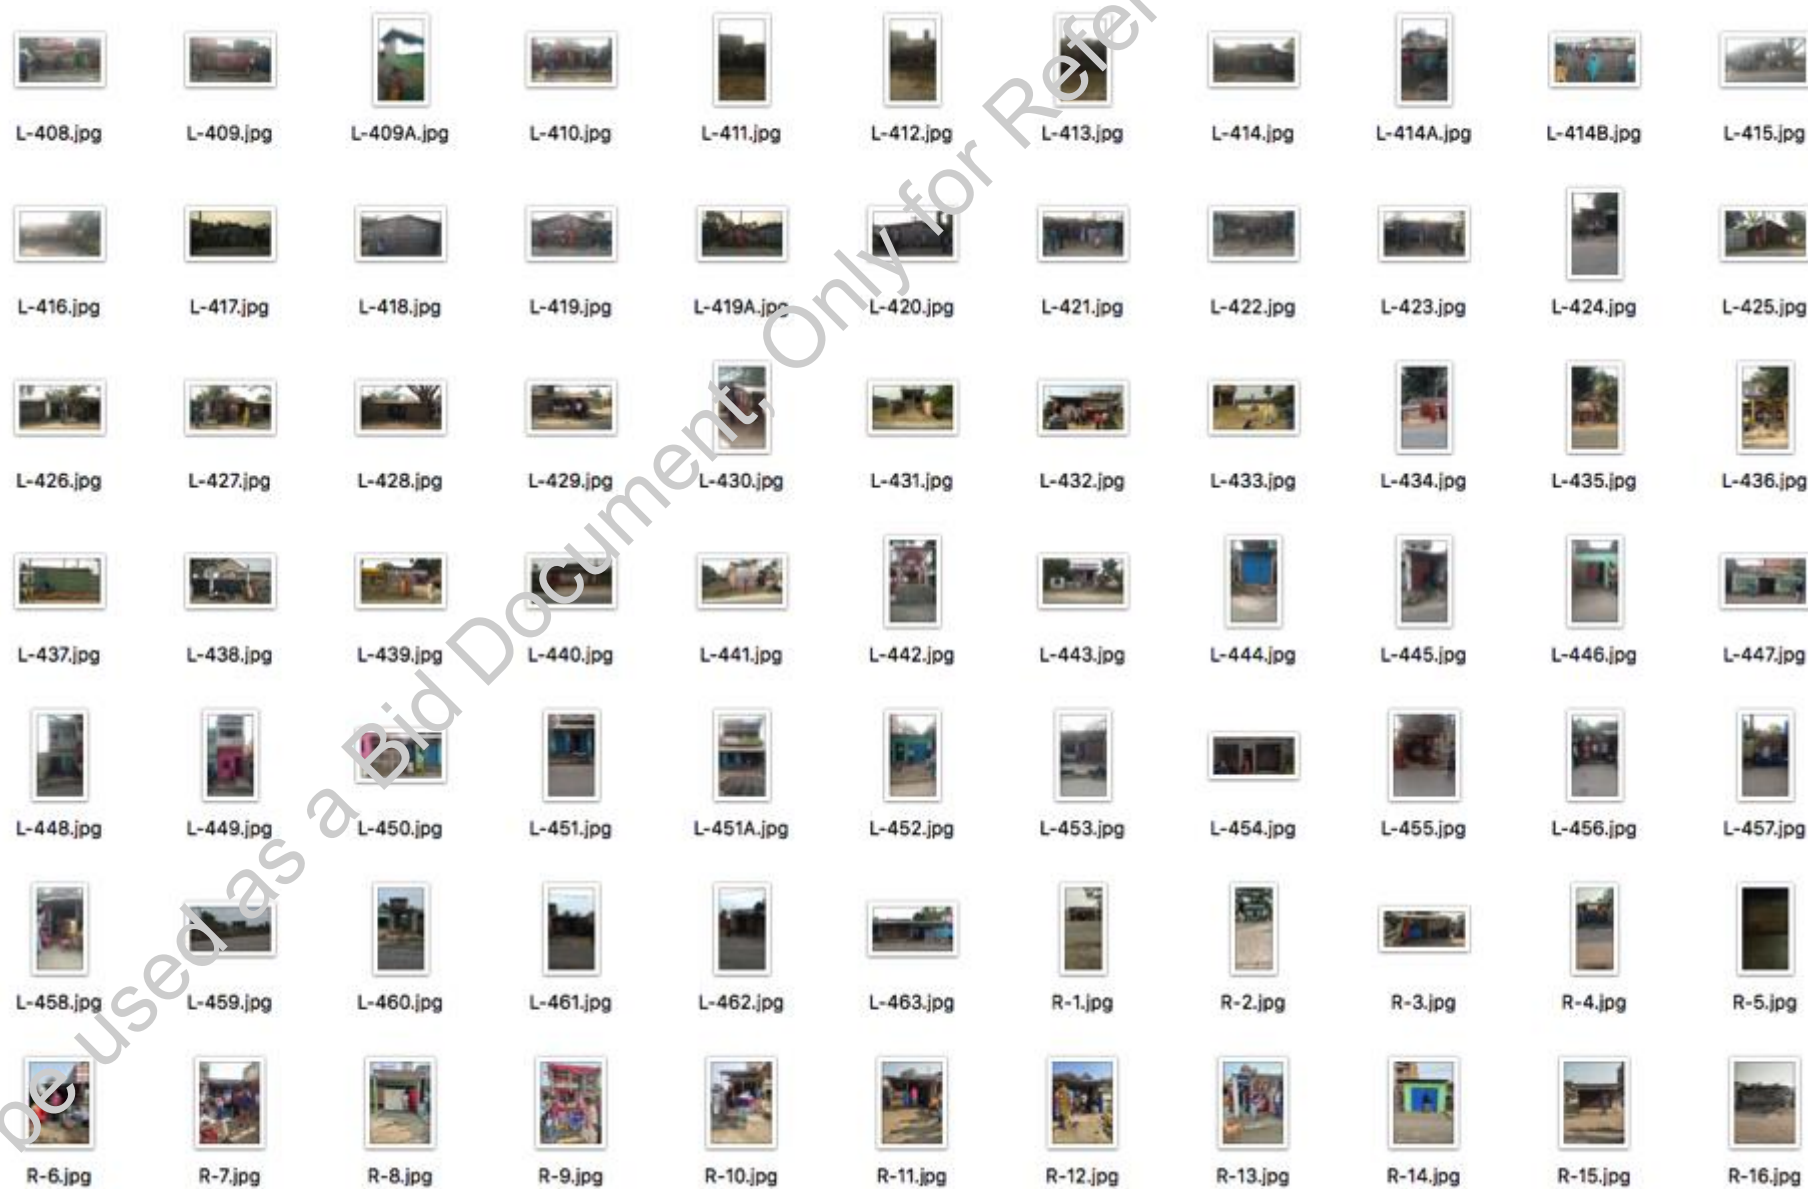 L-408.jpg L-409.jpg L-409A.jpg L-410.jpg L-411.jpg L-412.jpg L-413.jpg L-414.jpg L-414A.jpg L-414B.jpg L-415.jpg
L-416.jpg L-417.jpg L-418.jpg L-419.jpg L-419A.jpg L-420.jpg L-421.jpg L-422.jpg L-423.jpg L-424.jpg L-425.jpg
L-426.jpg L-427.jpg L-428.jpg L-429.jpg L-430.jpg L-431.jpg L-432.jpg L-433.jpg L-434.jpg L-435.jpg L-436.jpg
L-437.jpg L-438.jpg L-439.jpg L-440.jpg L-441.jpg L-442.jpg L-443.jpg L-444.jpg L-445.jpg L-446.jpg L-447.jpg
L-448.jpg L-449.jpg L-450.jpg L-451.jpg L-451A.jpg L-452.jpg L-453.jpg L-454.jpg L-455.jpg L-456.jpg L-457.jpg
L-458.jpg L-459.jpg L-460.jpg L-461.jpg L-462.jpg L-463.jpg R-1.jpg R-2.jpg R-3.jpg R-4.jpg R-5.jpg
R-6.jpg R-7.jpg R-8.jpg R-9.jpg R-10.jpg R-11.jpg R-12.jpg R-13.jpg R-14.jpg R-15.jpg R-16.jpg
be used as a Bid Document, Only for Refer